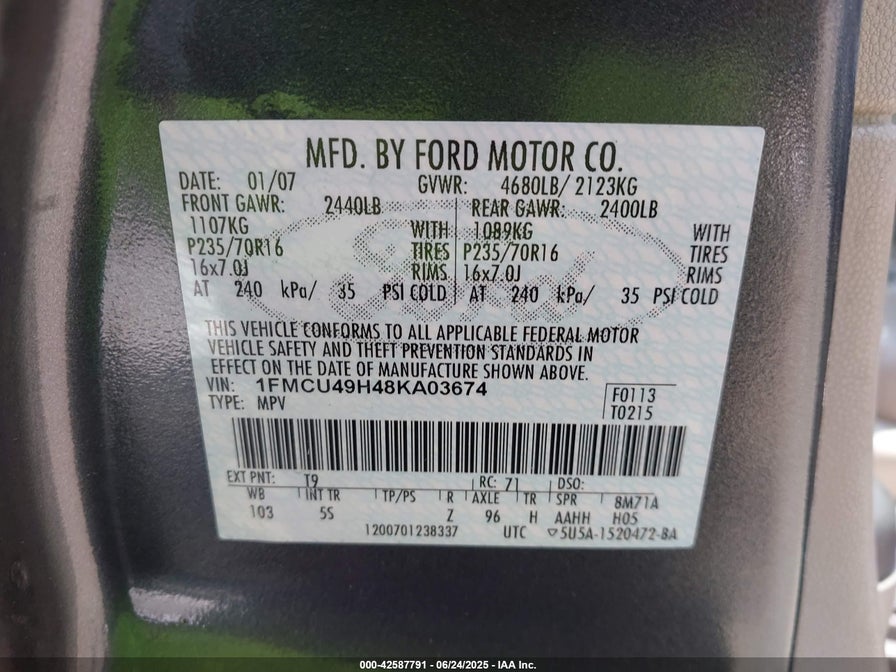 MFD. BY FORD MOTOR CO.
DATE: 01/07 GVWR: 4680LB/ 2123KG
FRONT GAWR: 2440LB REAR GAWR: 2400LB
1107KG WITH 1089KG WITH
P235/70R16 TIRES P235/70R16 TIRES
16x7.0J RIMS 16x7.0J RIMS
AT 240 kPa/ 35 PSI COLD AT 240 kPa/ 35 PSI COLD
Ford
THIS VEHICLE CONFORMS TO ALL APPLICABLE FEDERAL MOTOR
VEHICLE SAFETY AND THEFT PREVENTION STANDARDS IN
EFFECT ON THE DATE OF MANUFACTURE SHOWN ABOVE.
VIN: 1FMCU49H48KA03674
TYPE: MPV
F0113
T0215
EXT PNT: T9 RC: 71 DSO:
WB INT TR TP/PS R AXLE TR SPR 8M71A
103 5S Z 96 H AAHH H05
1200701238337 UTC ▽5U5A-1520472-BA
000-42587791 - 06/24/2025 - IAA Inc.